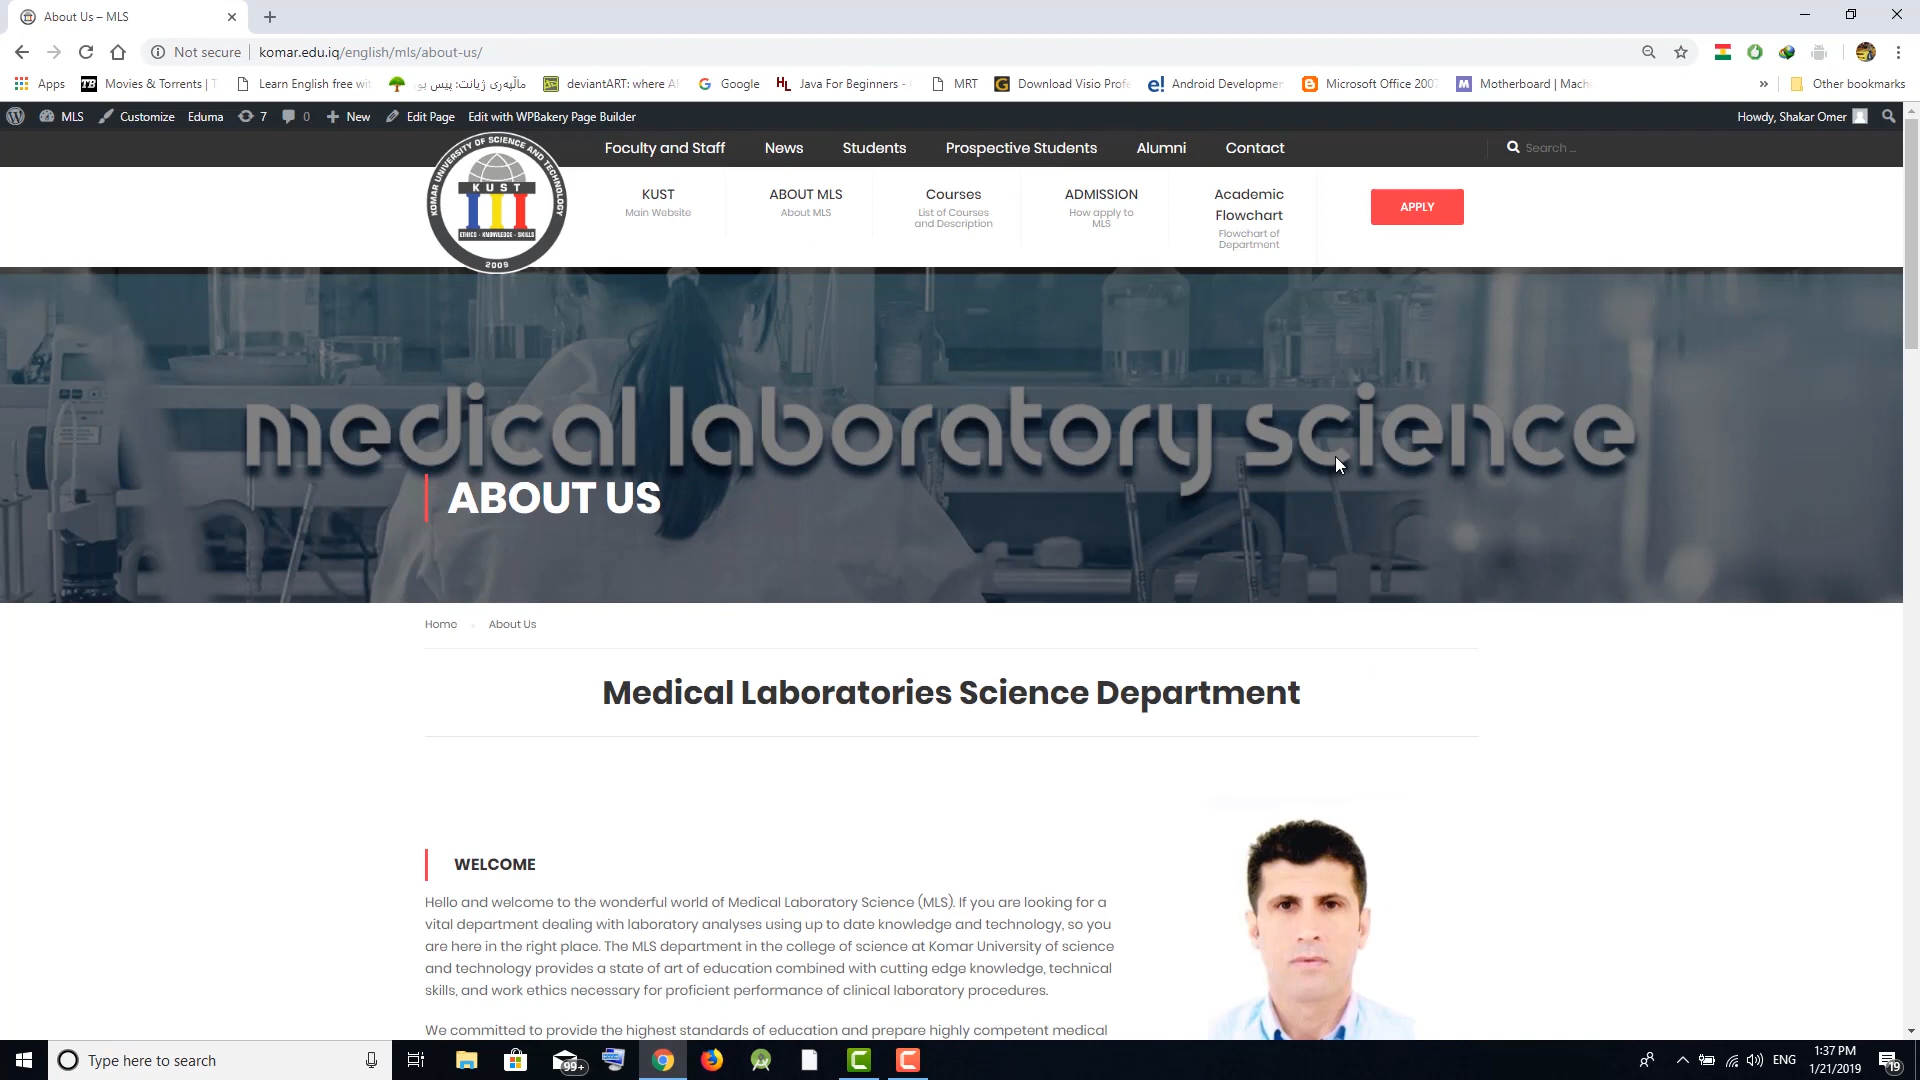 About Us – MLS
Not secure komar.edu.iq/english/mls/about-us/
Apps Movies & Torrents | T Learn English free wit ماڵپەری ژیانت: پیس بو deviantART: where A Google Java For Beginners - MRT Download Visio Profe Android Developmen Microsoft Office 2007 Motherboard | Mach » Other bookmarks
MLS Customize Eduma 7 0 New Edit Page Edit with WPBakery Page Builder Howdy, Shakar Omer
KOMAR UNIVERSITY OF SCIENCE AND TECHNOLOGY
KUST
ETHICS - KNOWLEDGE - SKILLS
2009
Foculty and Staff News Students Prospective Students Alumni Contact Search ...
KUST ABOUT MLS Courses ADMISSION Academic Flowchart APPLY
Main Website About MLS List of Courses and Description How apply to MLS Flowchart of Department
medical laboratory science
ABOUT US
Home About Us
Medical Laboratories Science Department
WELCOME
Hello and welcome to the wonderful world of Medical Laboratory Science (MLS). If you are looking for a
vital department dealing with laboratory analyses using up to date knowledge and technology, so you
are here in the right place. The MLS department in the college of science at Komar University of science
and technology provides a state of art of education combined with cutting edge knowledge, technical
skills, and work ethics necessary for proficient performance of clinical laboratory procedures.
We committed to provide the highest standards of education and prepare highly competent medical
Type here to search 99+ ENG 1:37 PM
1/21/2019 19